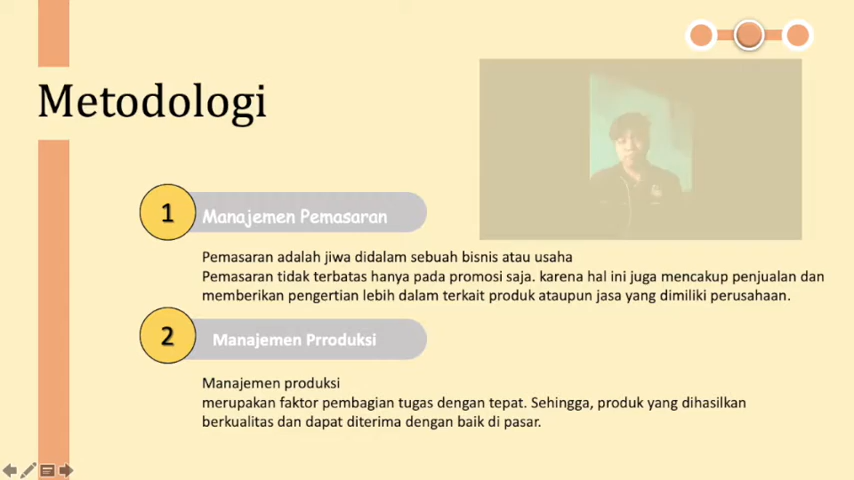 Metodologi
1
Manajemen Pemasaran
Pemasaran adalah jiwa didalam sebuah bisnis atau usaha
Pemasaran tidak terbatas hanya pada promosi saja. karena hal ini juga mencakup penjualan dan
memberikan pengertian lebih dalam terkait produk ataupun jasa yang dimiliki perusahaan.
2
Manajemen Prroduksi
Manajemen produksi
merupakan faktor pembagian tugas dengan tepat. Sehingga, produk yang dihasilkan
berkualitas dan dapat diterima dengan baik di pasar.